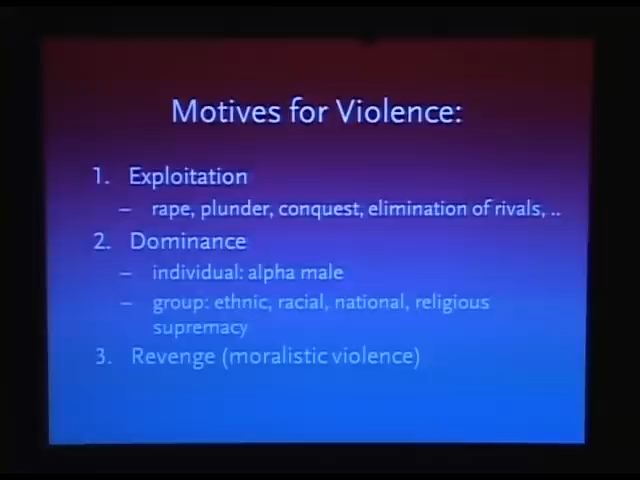 Motives for Violence:
1. Exploitation
– rape, plunder, conquest, elimination of rivals, ..
2. Dominance
– individual: alpha male
– group: ethnic, racial, national, religious
supremacy
3. Revenge (moralistic violence)